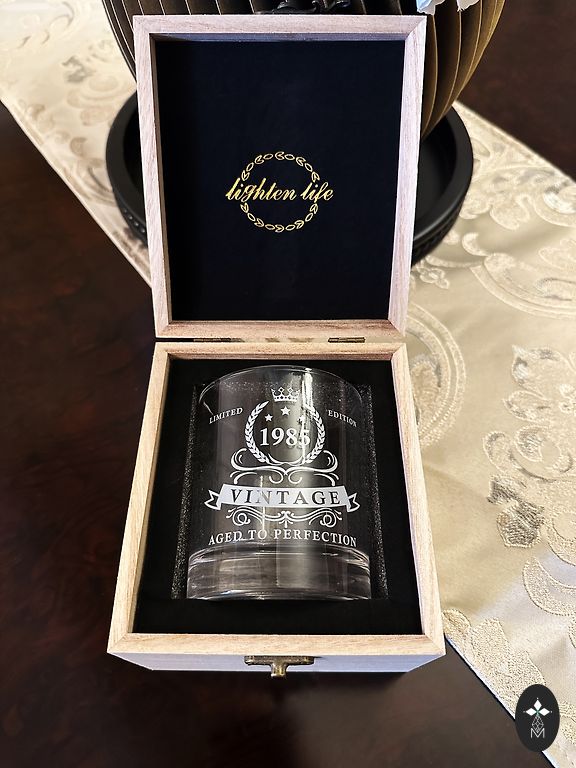 lighten life
LIMITED EDITION
1985
VINTAGE
AGED TO PERFECTION
M